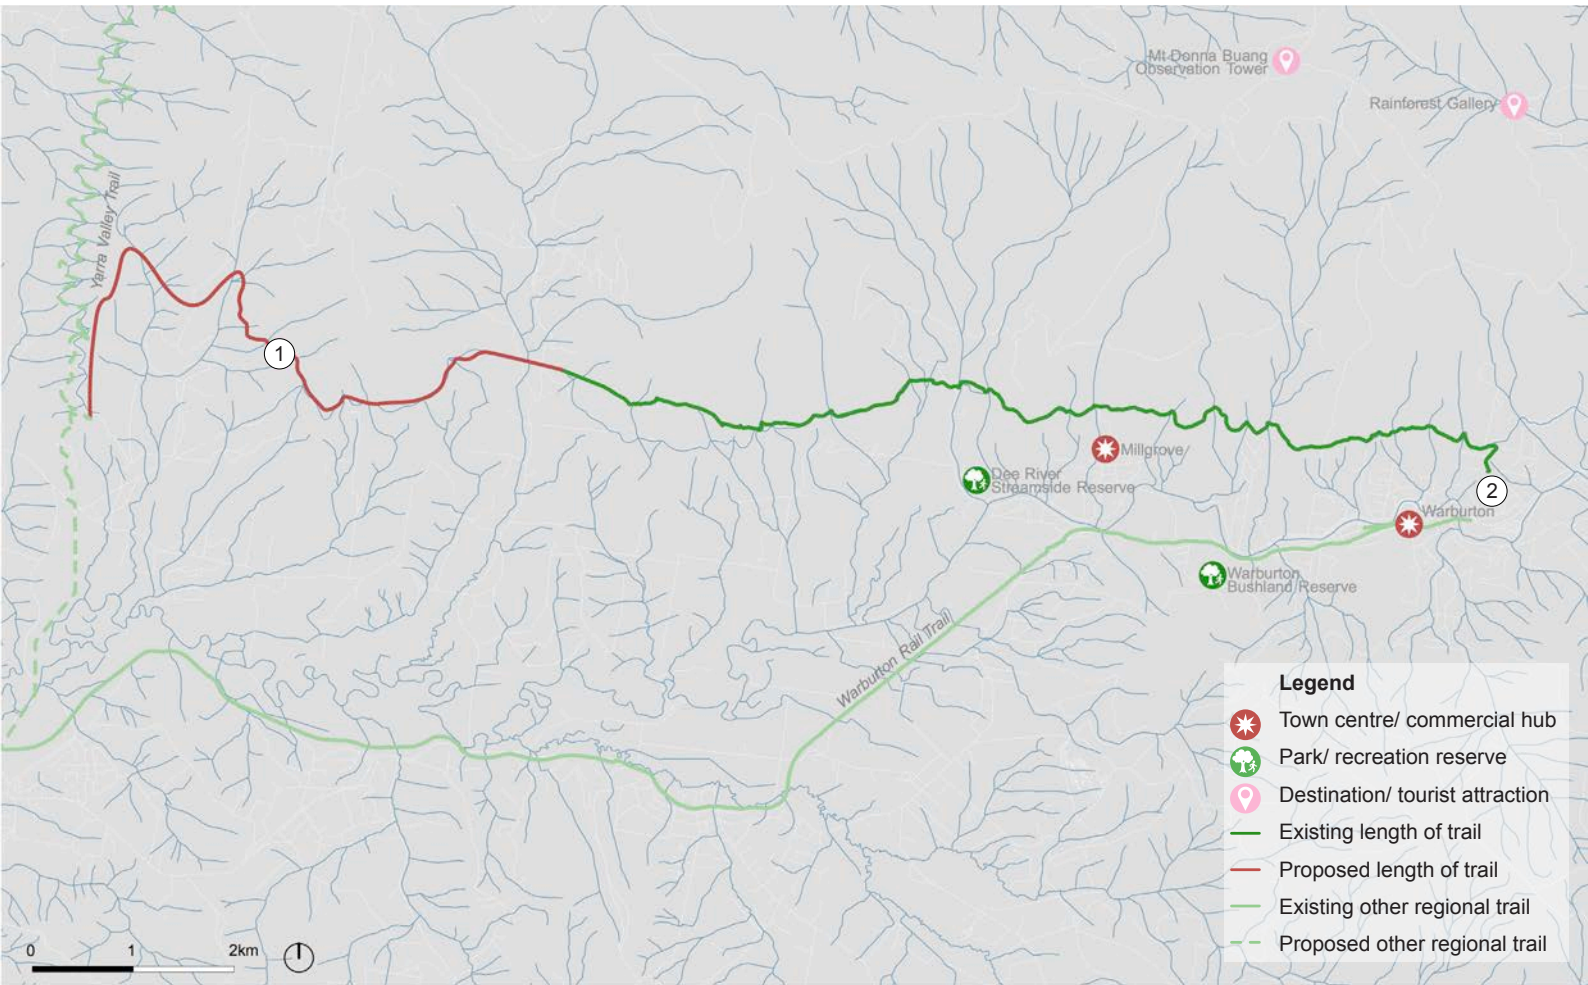 Mt Donna Buang
Observation Tower
Rainforest Gallery
Yarra Valley Trail
1
Millgrove
Dee River
Streamside Reserve
2
Warburton
Warburton
Bushland Reserve
Warburton Rail Trail
Legend
Town centre/ commercial hub
Park/ recreation reserve
Destination/ tourist attraction
Existing length of trail
Proposed length of trail
Existing other regional trail
Proposed other regional trail
0 1 2km